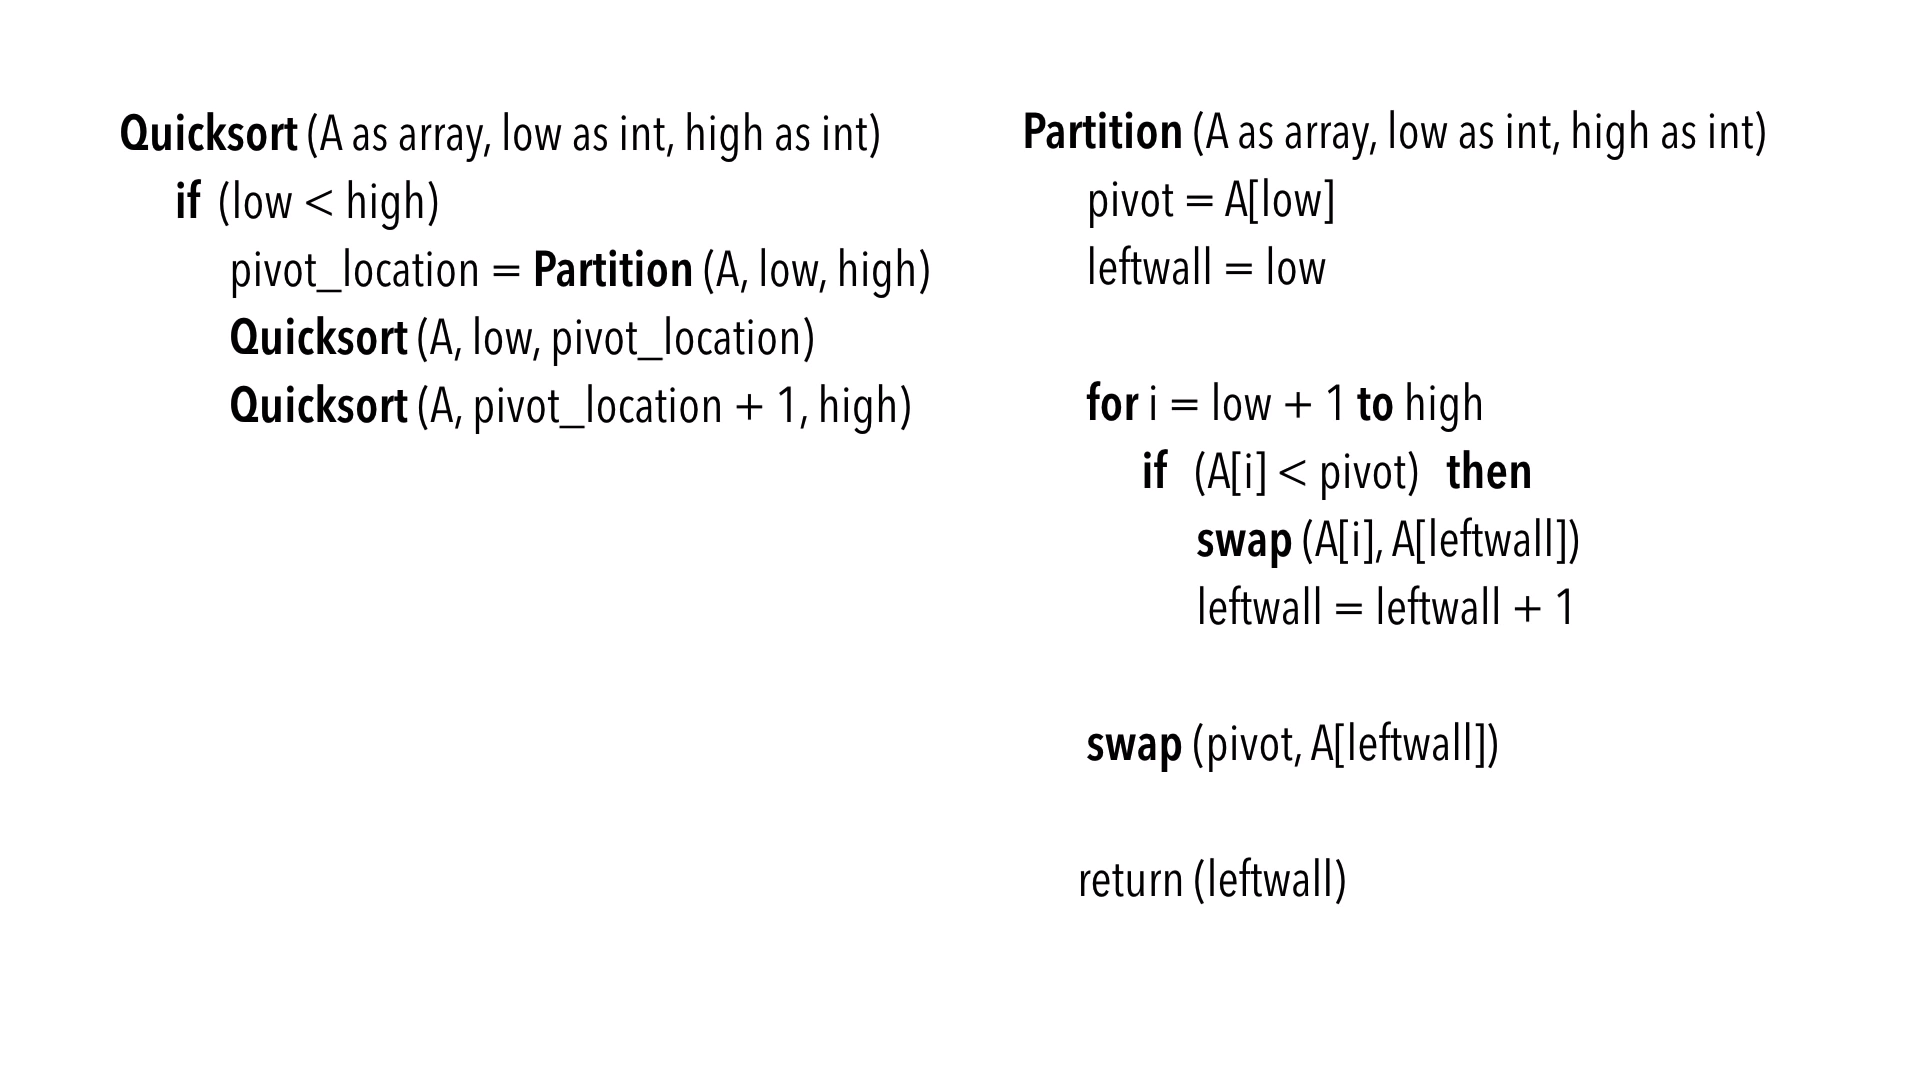 Quicksort (A as array, low as int, high as int)
if (low < high)
pivot_location = Partition (A, low, high)
Quicksort (A, low, pivot_location)
Quicksort (A, pivot_location + 1, high)
Partition (A as array, low as int, high as int)
pivot = A[low]
leftwall = low
for i = low + 1 to high
if (A[i] < pivot) then
swap (A[i], A[leftwall])
leftwall = leftwall + 1
swap (pivot, A[leftwall])
return (leftwall)